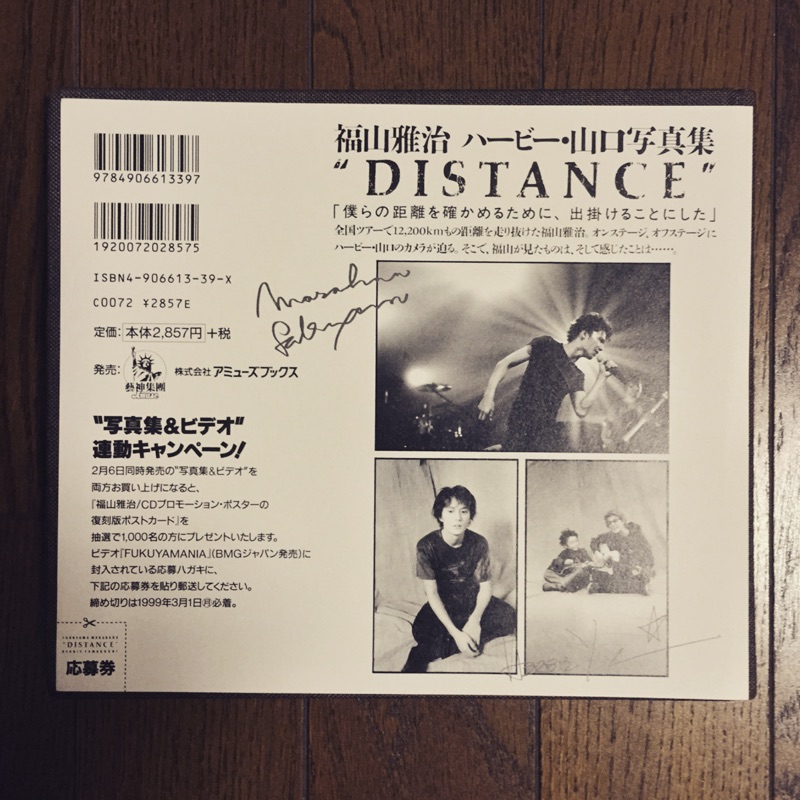 福山雅治 ハービー・山口写真集
"DISTANCE"
「僕らの距離を確かめるために、出掛けることにした」
全国ツアーで12,200kmもの距離を走り抜けた福山雅治。オンステージ、オフステージに
ハービー・山口のカメラが迫る。そこで、福山が見たものは、そして感じたことは……。
9784906613397
1920072028575
ISBN4-906613-39-X
C0072 ¥2857E
定価:本体2,857円+税
発売:
藝神集團
株式会社 アミューズブックス
Masaharu
Fukuyama
"写真集&ビデオ"
連動キャンペーン!
2月6日同時発売の"写真集&ビデオ"を
両方お買い上げになると、
『福山雅治/CDプロモーション・ポスターの
復刻版ポストカード』を
抽選で1,000名の方にプレゼントいたします。
ビデオ『FUKUYAMANIA』(BMGジャパン発売)に
封入されている応募ハガキに、
下記の応募券を貼り郵送してください。
締め切りは1999年3月1日㊊必着。
FUKUYAMA MASAHARU
"DISTANCE"
HERBIE YAMAGUCHI
応募券